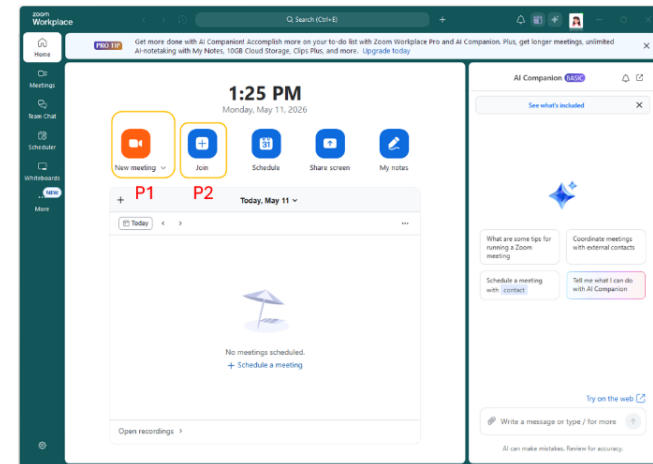 zoom
Workplace
Search (Ctrl+E)
Home
Meetings
Team Chat
Scheduler
Whiteboards
NEW
More
PRO TIP
Get more done with AI Companion! Accomplish more on your to-do list with Zoom Workplace Pro and AI Companion. Plus, get longer meetings, unlimited
AI-notetaking with My Notes, 10GB Cloud Storage, Clips Plus, and more. Upgrade today
1:25 PM
Monday, May 11, 2026
New meeting
Join
Schedule
Share screen
My notes
P1
P2
Today, May 11
Today
No meetings scheduled.
+ Schedule a meeting
Open recordings
AI Companion BASIC
See what's included
What are some tips for
running a Zoom
meeting
Coordinate meetings
with external contacts
Schedule a meeting
with contact
Tell me what I can do
with AI Companion
Try on the web
Write a message or type / for more
AI can make mistakes. Review for accuracy.